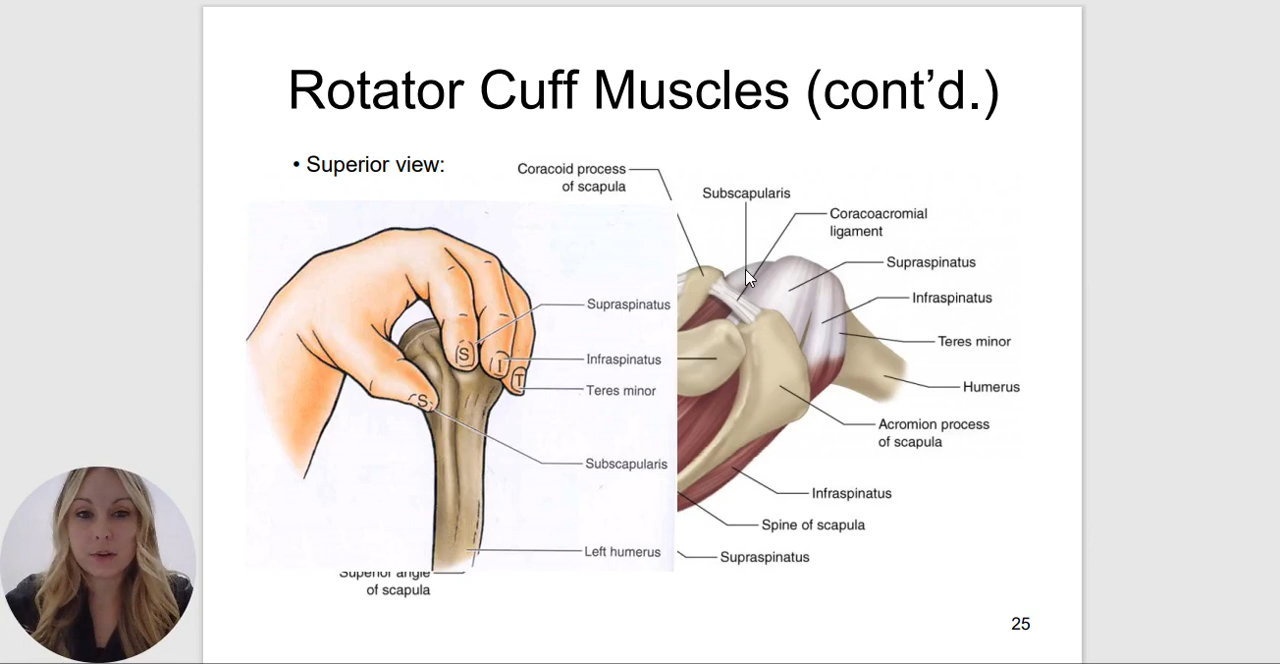 Rotator Cuff Muscles (cont’d.)
• Superior view:
Coracoid process
of scapula
Subscapularis
Coracoacromial
ligament
Supraspinatus
Infraspinatus
Teres minor
Humerus
Acromion process
of scapula
Infraspinatus
Spine of scapula
Supraspinatus
Supraspinatus
Infraspinatus
Teres minor
Subscapularis
Left humerus
S
I
T
S
Superior angle
of scapula
25